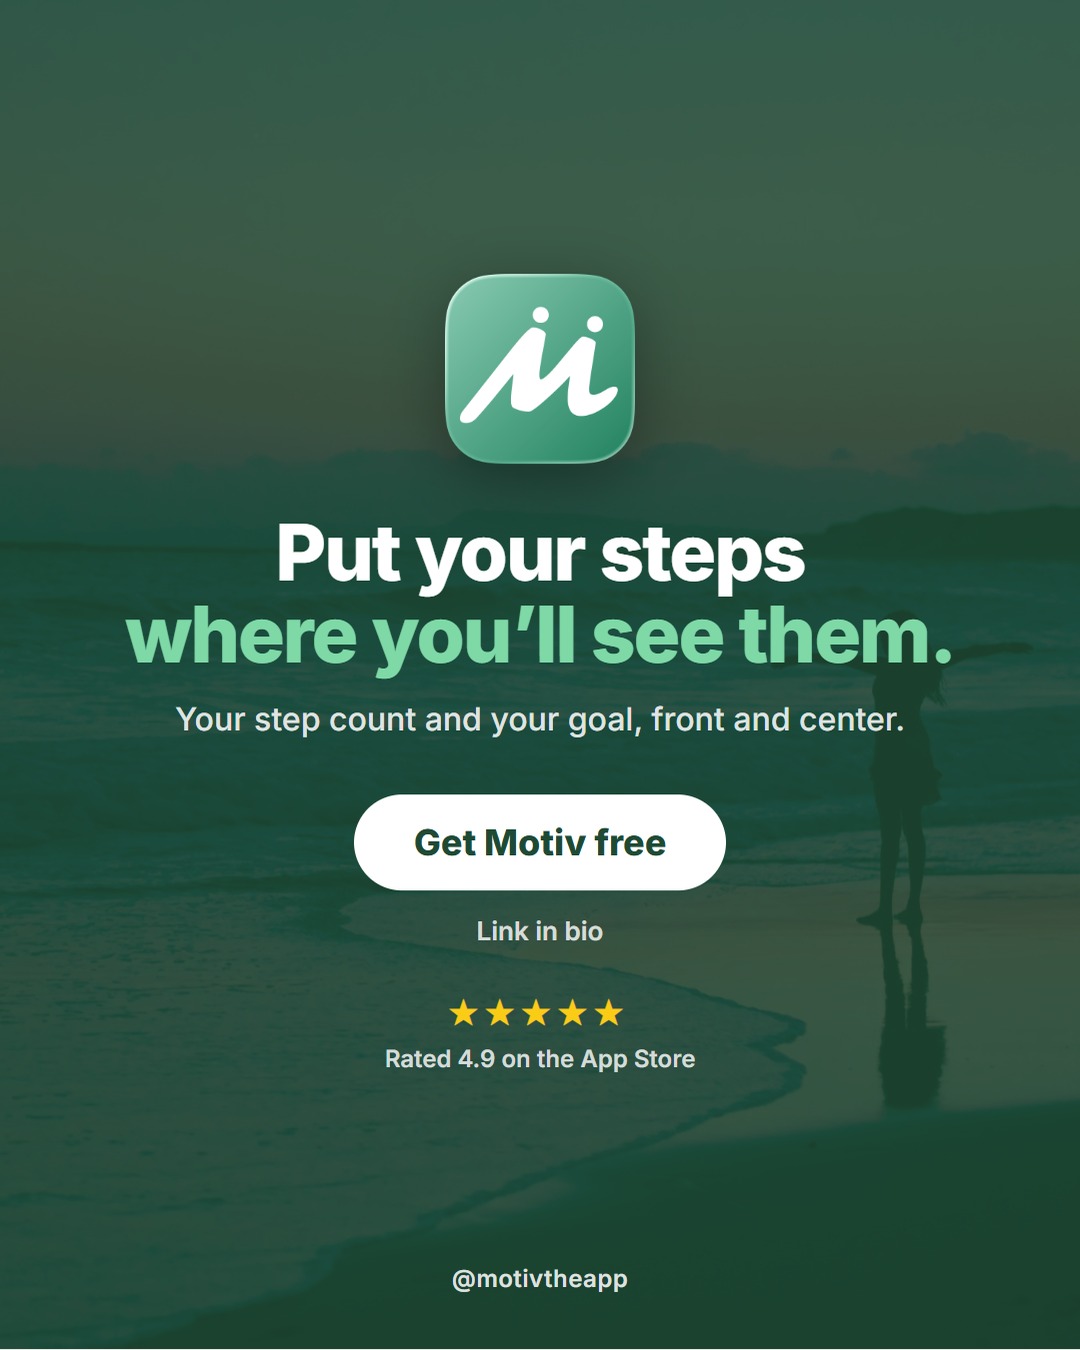 Put your steps
where you’ll see them.
Your step count and your goal, front and center.
Get Motiv free
Link in bio
★★★★★
Rated 4.9 on the App Store
@motivtheapp